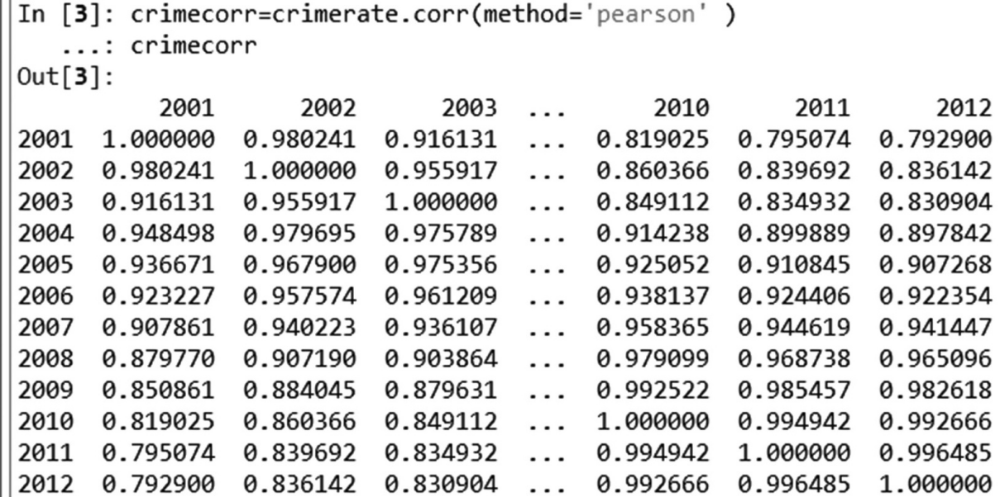 In [3]: crimecorr=crimerate.corr(method='pearson' )
...: crimecorr
Out[3]:
2001 2002 2003 ... 2010 2011 2012
2001 1.000000 0.980241 0.916131 ... 0.819025 0.795074 0.792900
2002 0.980241 1.000000 0.955917 ... 0.860366 0.839692 0.836142
2003 0.916131 0.955917 1.000000 ... 0.849112 0.834932 0.830904
2004 0.948498 0.979695 0.975789 ... 0.914238 0.899889 0.897842
2005 0.936671 0.967900 0.975356 ... 0.925052 0.910845 0.907268
2006 0.923227 0.957574 0.961209 ... 0.938137 0.924406 0.922354
2007 0.907861 0.940223 0.936107 ... 0.958365 0.944619 0.941447
2008 0.879770 0.907190 0.903864 ... 0.979099 0.968738 0.965096
2009 0.850861 0.884045 0.879631 ... 0.992522 0.985457 0.982618
2010 0.819025 0.860366 0.849112 ... 1.000000 0.994942 0.992666
2011 0.795074 0.839692 0.834932 ... 0.994942 1.000000 0.996485
2012 0.792900 0.836142 0.830904 ... 0.992666 0.996485 1.000000